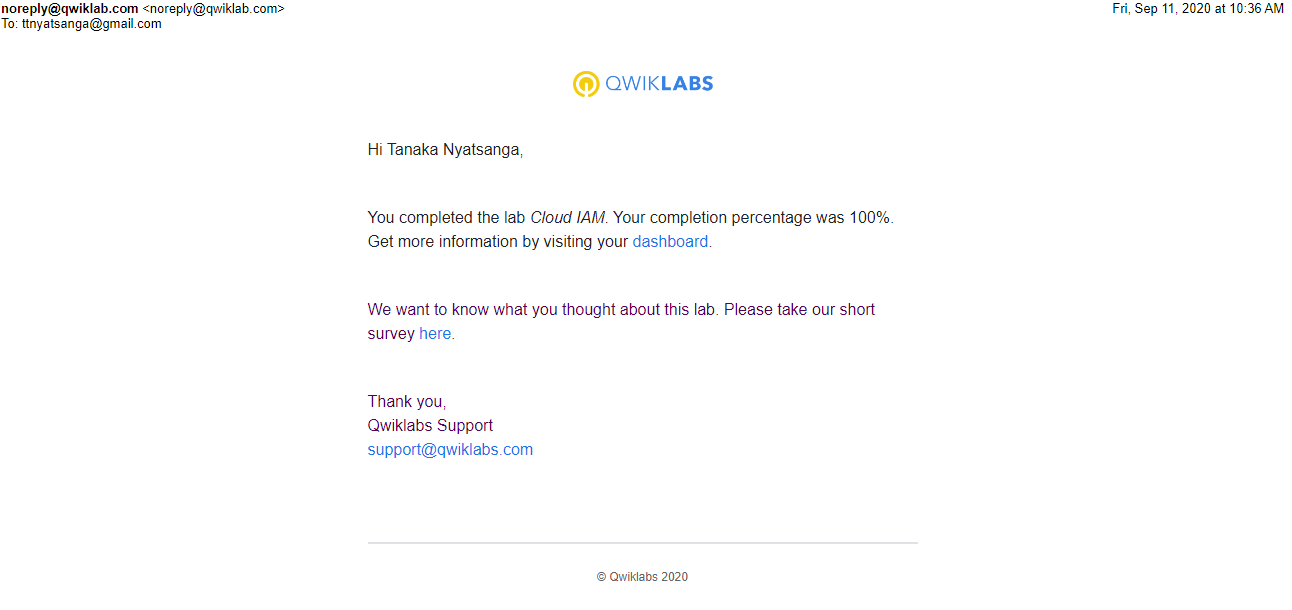 noreply@qwiklab.com <noreply@qwiklab.com> Fri, Sep 11, 2020 at 10:36 AM
To: ttnyatsanga@gmail.com
QWIKLABS
Hi Tanaka Nyatsanga,
You completed the lab Cloud IAM. Your completion percentage was 100%.
Get more information by visiting your dashboard.
We want to know what you thought about this lab. Please take our short
survey here.
Thank you,
Qwiklabs Support
support@qwiklabs.com
© Qwiklabs 2020